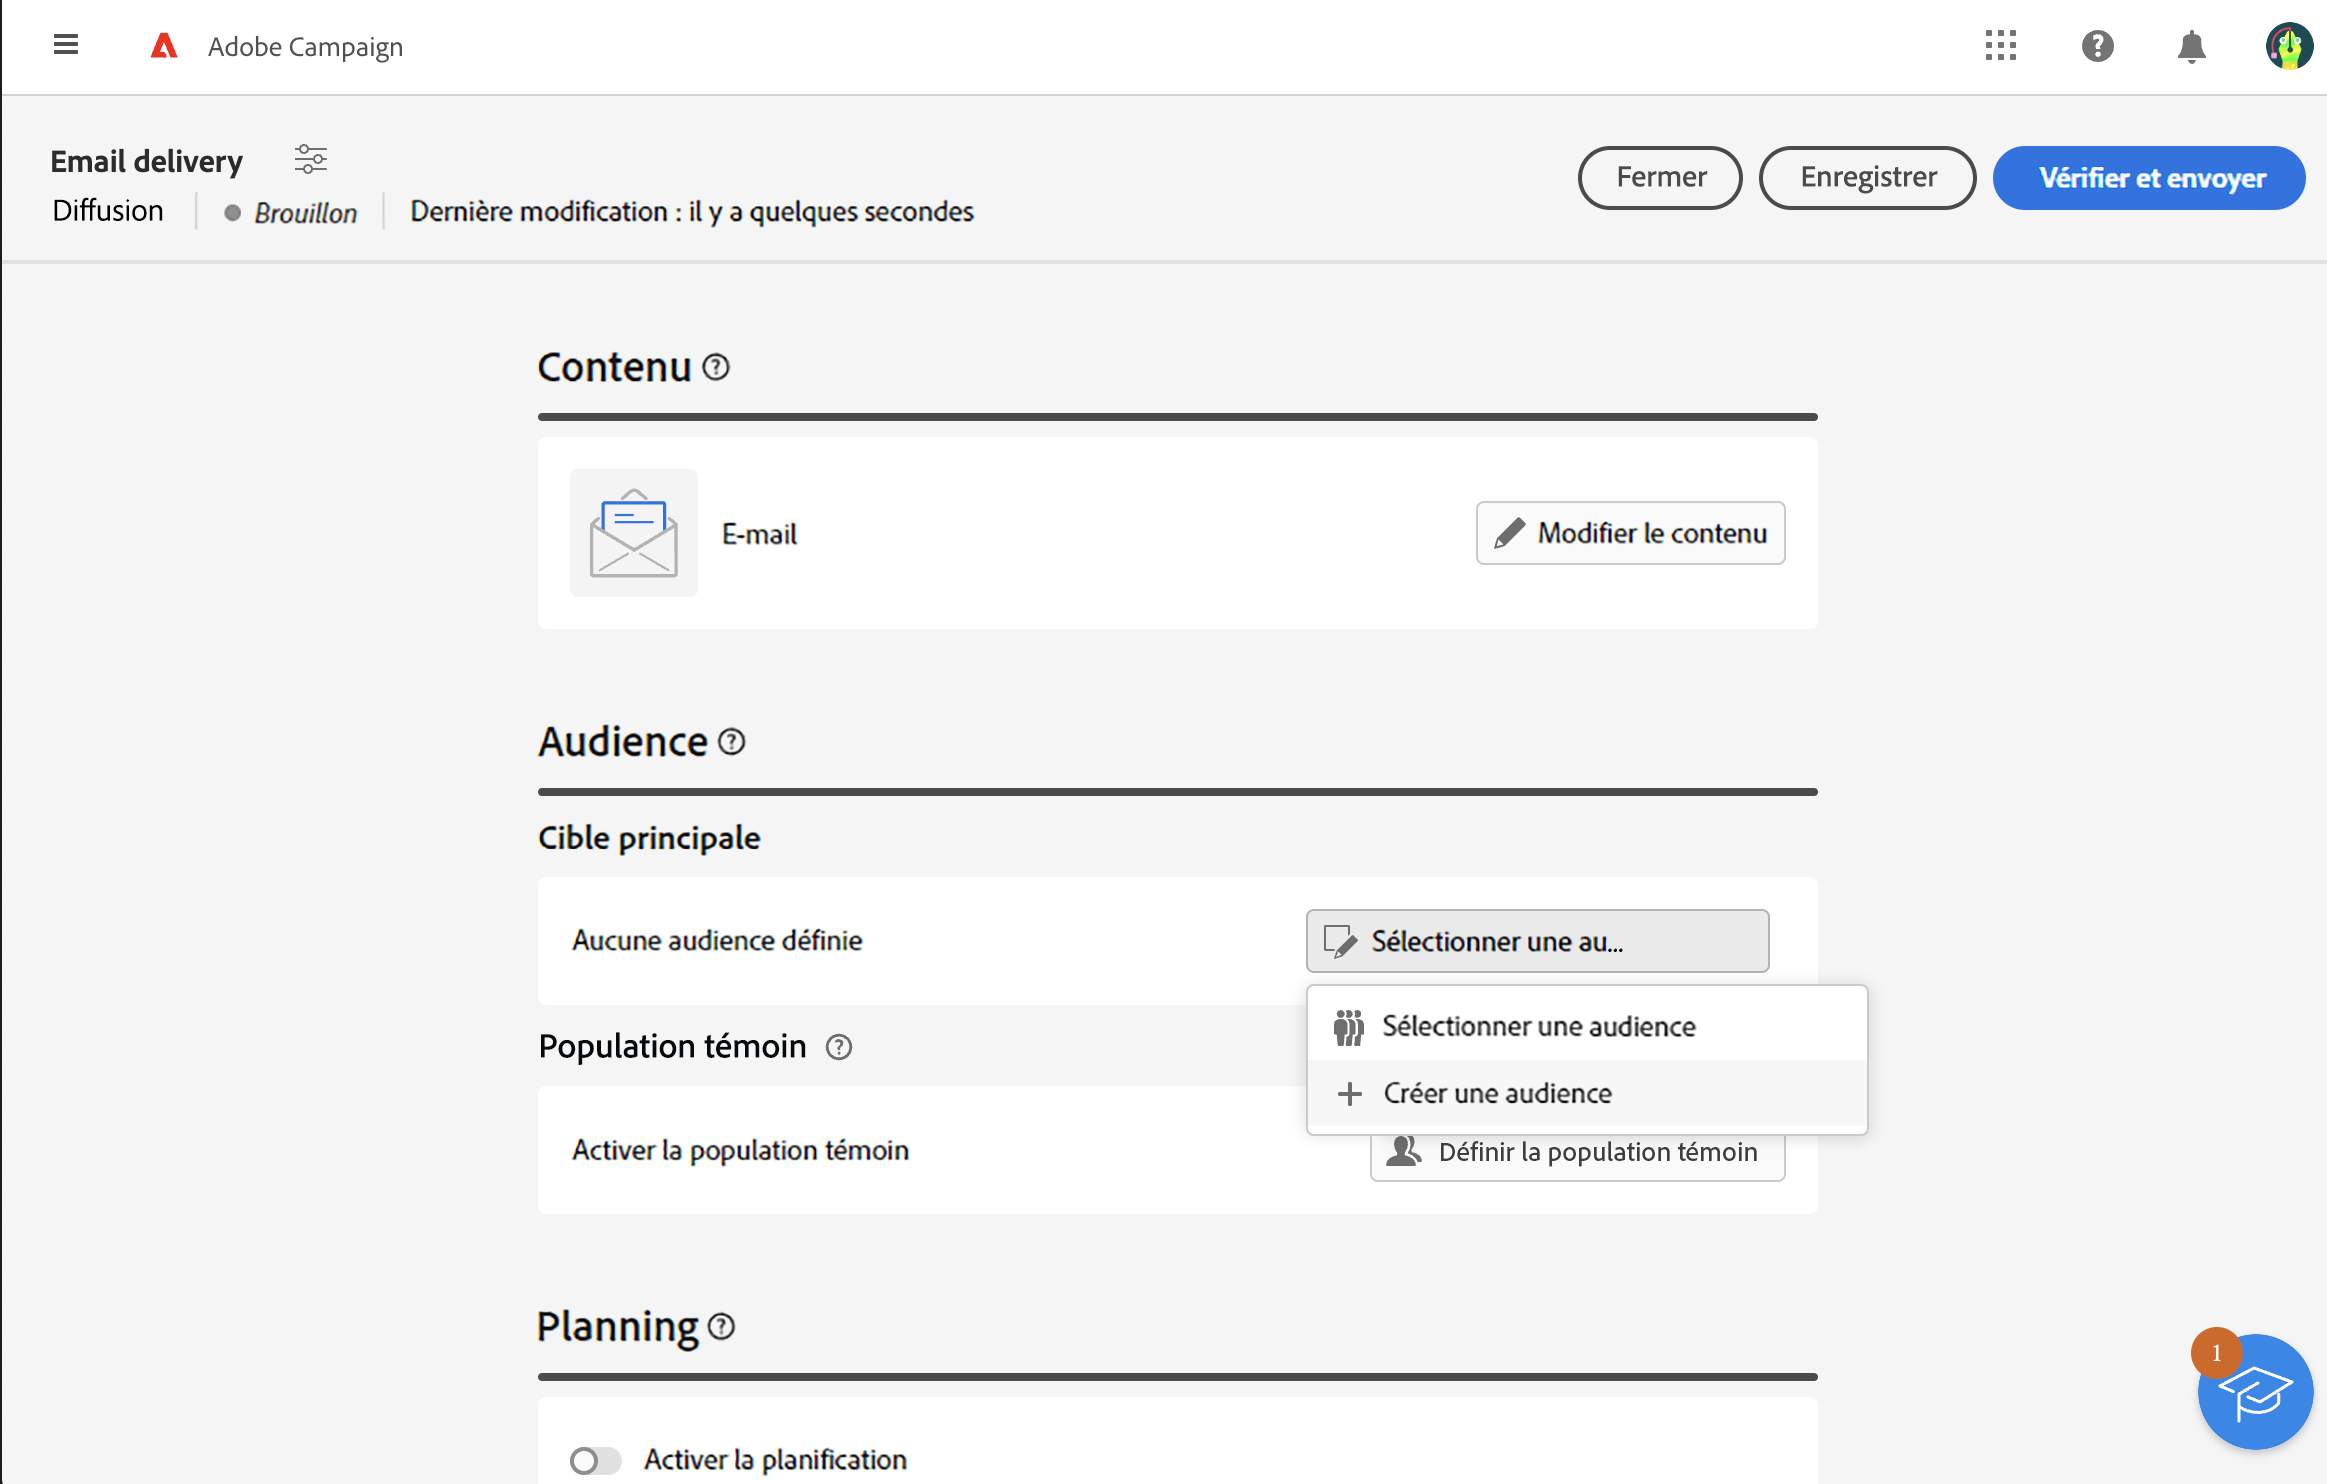 Adobe Campaign
Email delivery
Fermer
Enregistrer
Vérifier et envoyer
Diffusion
Brouillon
Dernière modification : il y a quelques secondes
Contenu
E-mail
Modifier le contenu
Audience
Cible principale
Aucune audience définie
Sélectionner une au...
Sélectionner une audience
Population témoin
Créer une audience
Activer la population témoin
Définir la population témoin
Planning
1
Activer la planification